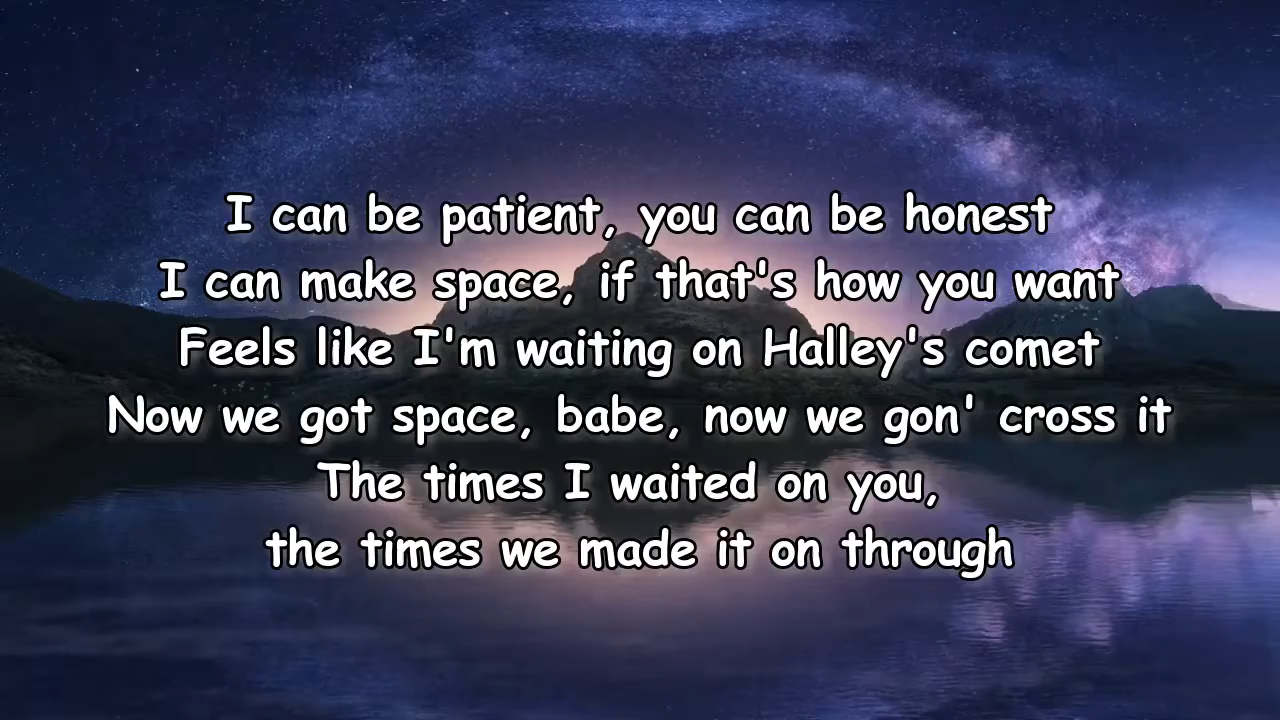 I can be patient, you can be honest
I can make space, if that's how you want
Feels like I'm waiting on Halley's comet
Now we got space, babe, now we gon' cross it
The times I waited on you,
the times we made it on through